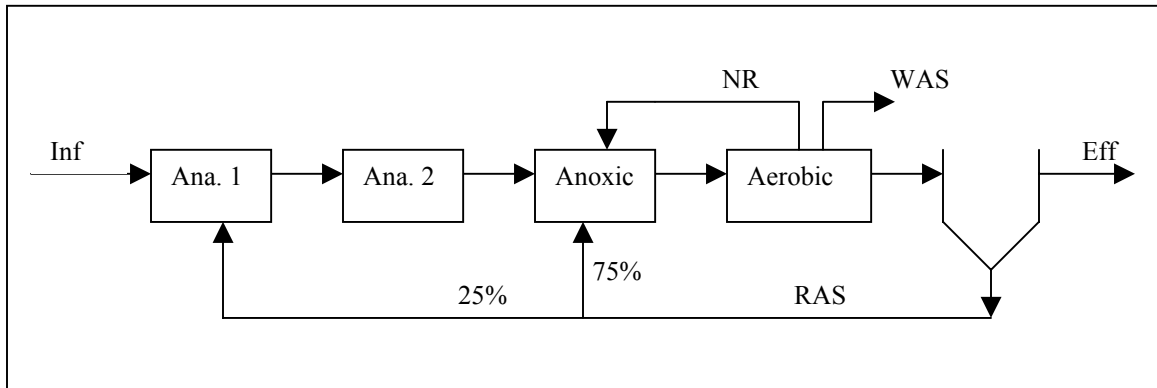 NR
WAS
Inf
Eff
Ana. 1
Ana. 2
Anoxic
Aerobic
75%
25%
RAS